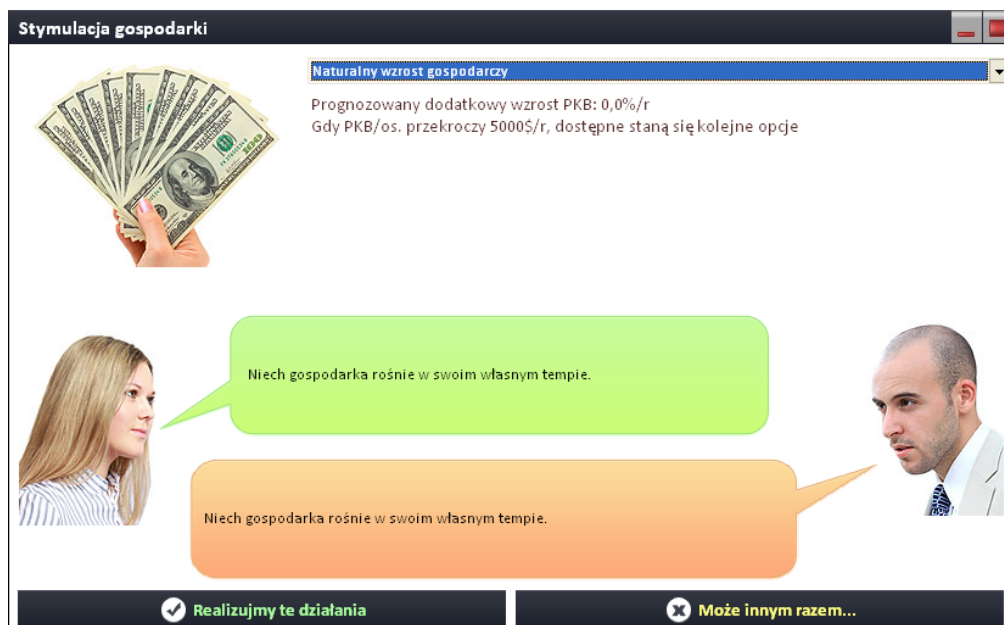 Stymulacja gospodarki
Naturalny wzrost gospodarczy
Prognozowany dodatkowy wzrost PKB: 0,0%/r
Gdy PKB/os. przekroczy 5000$/r, dostępne staną się kolejne opcje
100
Niech gospodarka rośnie w swoim własnym tempie.
Niech gospodarka rośnie w swoim własnym tempie.
Realizujmy te działania
Może innym razem...